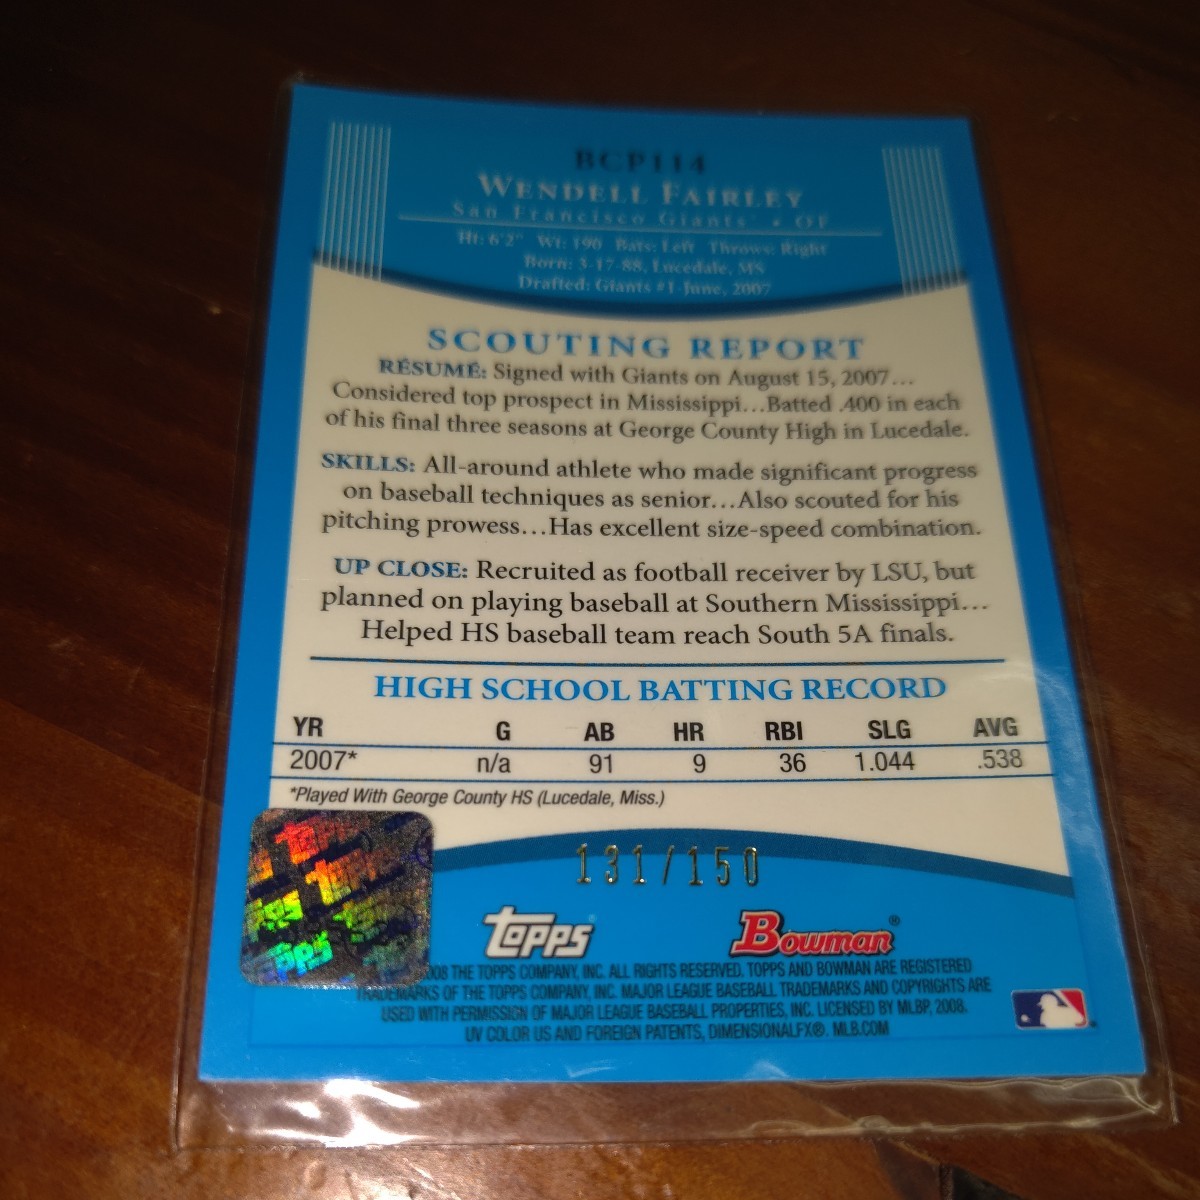 BCP114
WENDELL FAIRLEY
San Francisco Giants • OF
Ht: 6'2" Wt: 190 Bats: Left Throws: Right
Born: 3-17-88, Lucedale, MS
Drafted: Giants #1-June, 2007
SCOUTING REPORT
RÉSUMÉ: Signed with Giants on August 15, 2007...
Considered top prospect in Mississippi...Batted .400 in each
of his final three seasons at George County High in Lucedale.
SKILLS: All-around athlete who made significant progress
on baseball techniques as senior...Also scouted for his
pitching prowess...Has excellent size-speed combination.
UP CLOSE: Recruited as football receiver by LSU, but
planned on playing baseball at Southern Mississippi...
Helped HS baseball team reach South 5A finals.
HIGH SCHOOL BATTING RECORD
YR G AB HR RBI SLG AVG
2007* n/a 91 9 36 1.044 .538
*Played With George County HS (Lucedale, Miss.)
131/150
Topps
Topps
Topps
Topps Bowman®
08 THE TOPPS COMPANY, INC. ALL RIGHTS RESERVED. TOPPS AND BOWMAN ARE REGISTERED
TRADEMARKS OF THE TOPPS COMPANY, INC. MAJOR LEAGUE BASEBALL TRADEMARKS AND COPYRIGHTS ARE
USED WITH PERMISSION OF MAJOR LEAGUE BASEBALL PROPERTIES, INC. LICENSED BY MLBP, 2008.
UV COLOR US AND FOREIGN PATENTS, DIMENSIONALFX®. MLB.COM